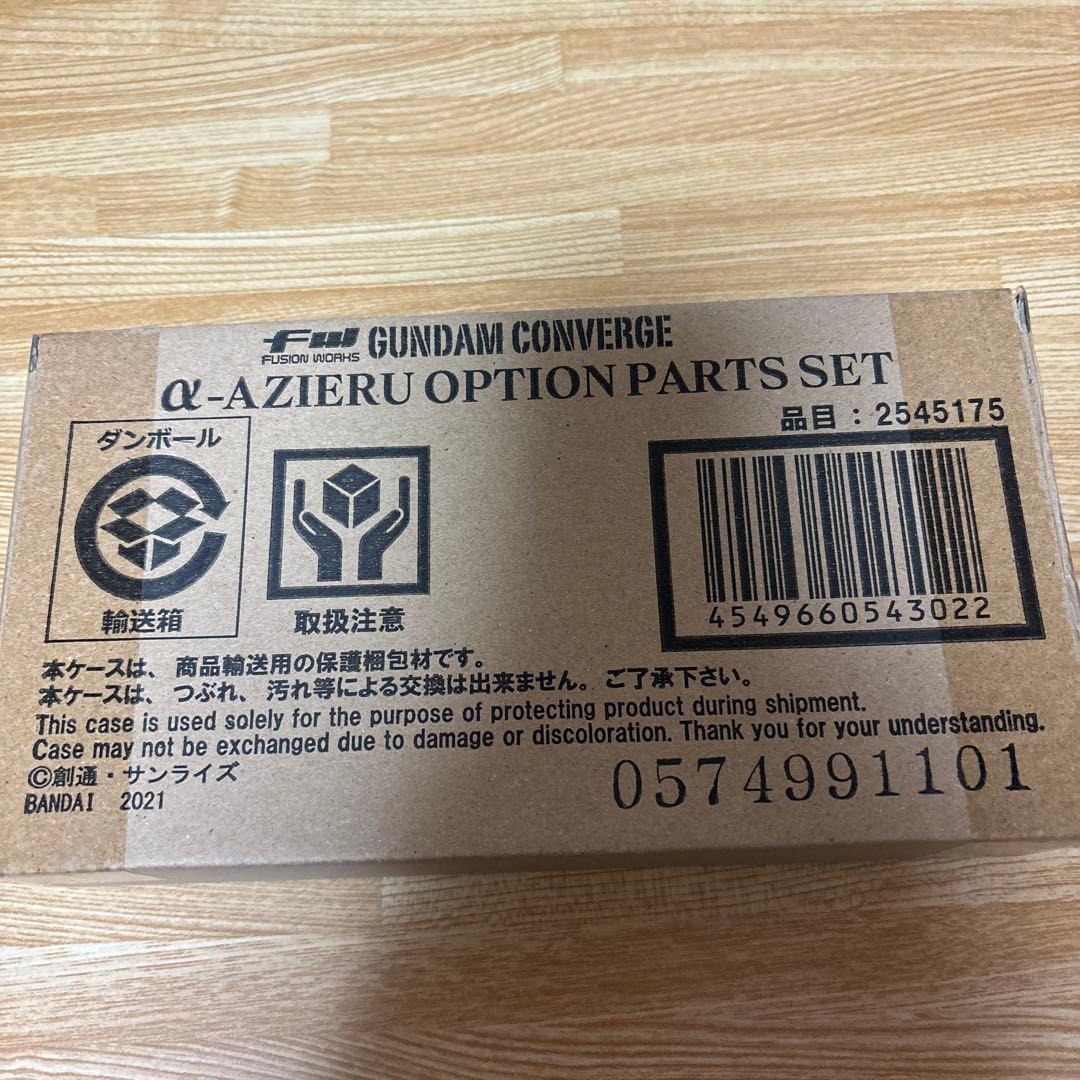 FW GUNDAM CONVERGE
FUSION WORKS
α-AZIERU OPTION PARTS SET
品目：2545175
ダンボール
輸送箱
取扱注意
4549660543022
本ケースは、商品輸送用の保護梱包材です。
本ケースは、つぶれ、汚れ等による交換は出来ません。ご了承下さい。
This case is used solely for the purpose of protecting product during shipment.
Case may not be exchanged due to damage or discoloration. Thank you for your understanding.
©創通・サンライズ
BANDAI 2021
0574991101